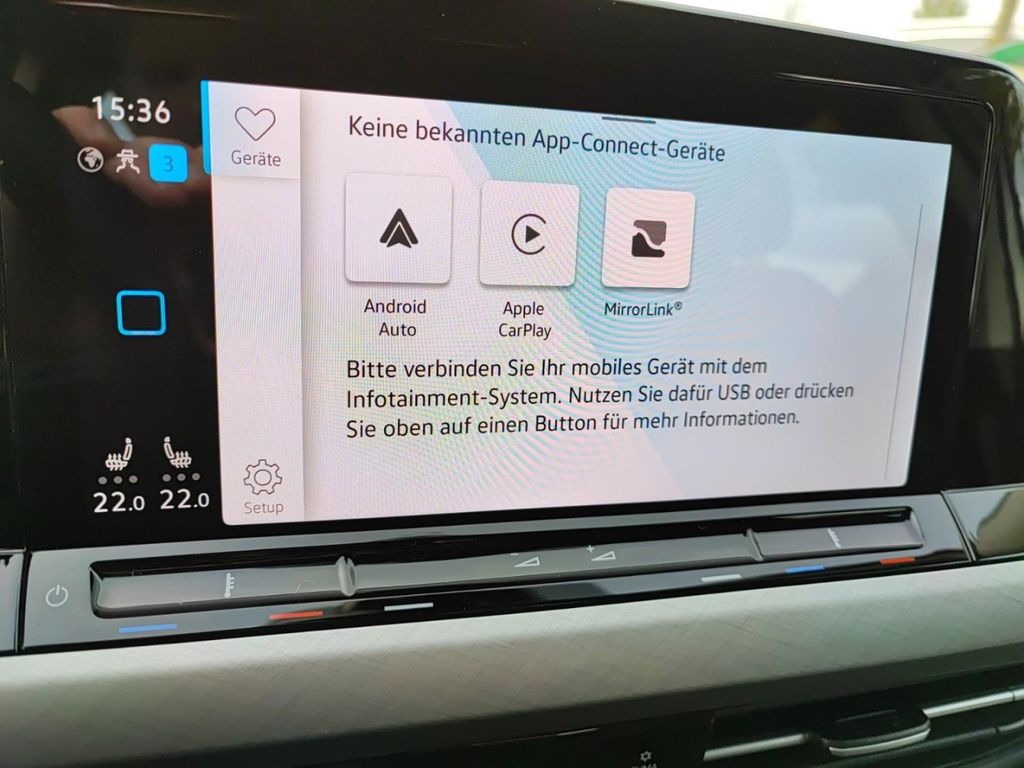 15:36
3
Geräte
Keine bekannten App-Connect-Geräte
Android
Auto
Apple
CarPlay
MirrorLink®
Bitte verbinden Sie Ihr mobiles Gerät mit dem
Infotainment-System. Nutzen Sie dafür USB oder drücken
Sie oben auf einen Button für mehr Informationen.
22.0
22.0
Setup